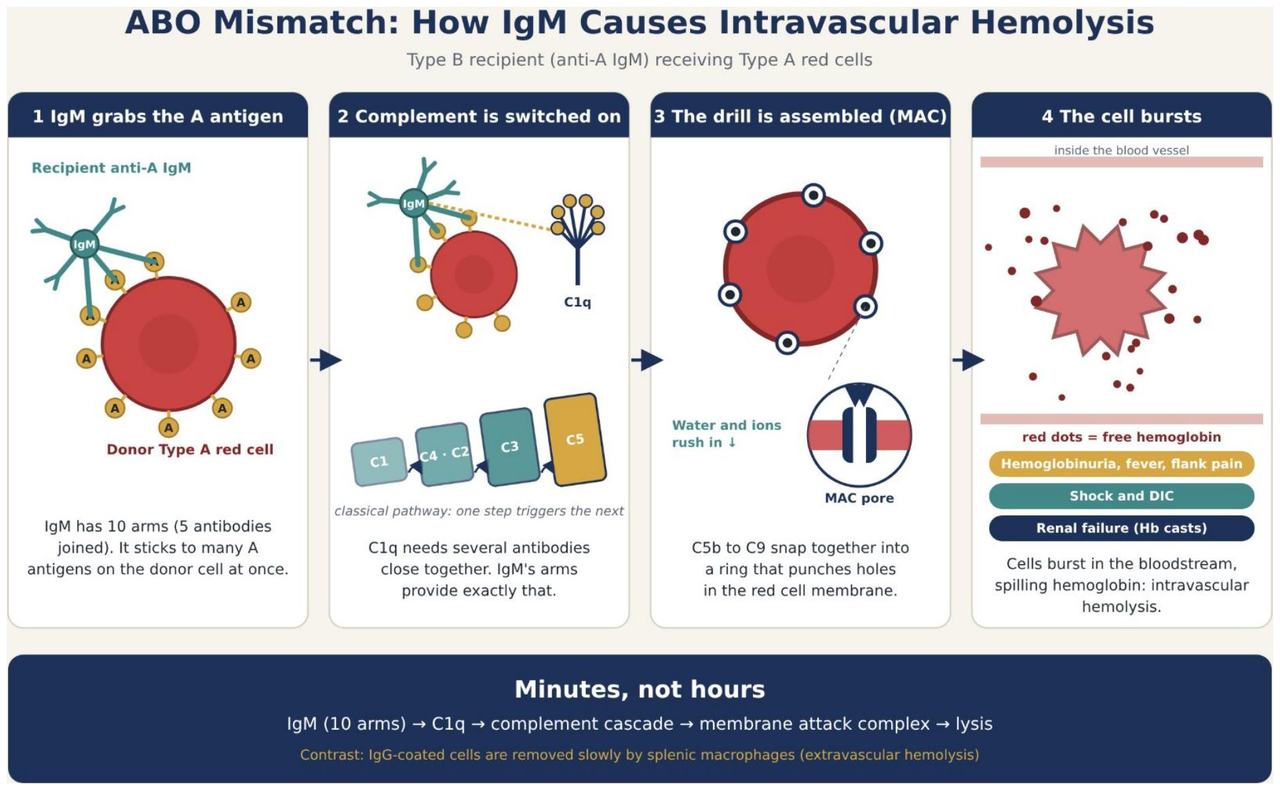 ABO Mismatch: How IgM Causes Intravascular Hemolysis
Type B recipient (anti-A IgM) receiving Type A red cells
1 IgM grabs the A antigen
Recipient anti-A IgM
IgM
A
A
A
A
A
A
A
A
A
Donor Type A red cell
IgM has 10 arms (5 antibodies
joined). It sticks to many A
antigens on the donor cell at once.
2 Complement is switched on
IgM
C1q
C1
C4 · C2
C3
C5
classical pathway: one step triggers the next
C1q needs several antibodies
close together. IgM's arms
provide exactly that.
3 The drill is assembled (MAC)
Water and ions
rush in ↓
MAC pore
C5b to C9 snap together into
a ring that punches holes
in the red cell membrane.
4 The cell bursts
inside the blood vessel
red dots = free hemoglobin
Hemoglobinuria, fever, flank pain
Shock and DIC
Renal failure (Hb casts)
Cells burst in the bloodstream,
spilling hemoglobin: intravascular
hemolysis.
Minutes, not hours
IgM (10 arms) → C1q → complement cascade → membrane attack complex → lysis
Contrast: IgG-coated cells are removed slowly by splenic macrophages (extravascular hemolysis)